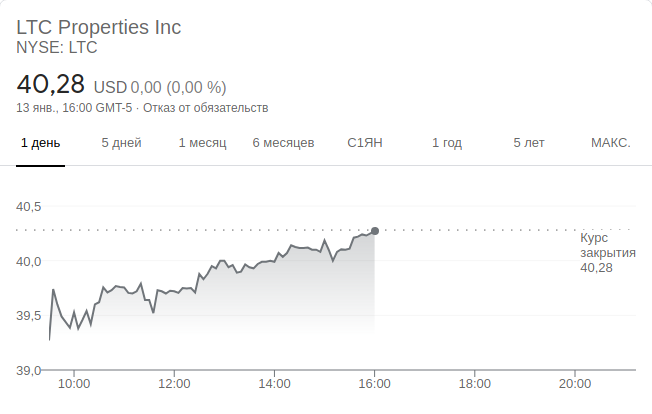 LTC Properties Inc
NYSE: LTC
40,28 USD 0,00 (0,00 %)
13 янв., 16:00 GMT-5 · Отказ от обязательств
1 день 5 дней 1 месяц 6 месяцев С1ЯН 1 год 5 лет МАКС.
40,5
40,0
39,5
39,0
Курс
закрытия
40,28
10:00 12:00 14:00 16:00 18:00 20:00